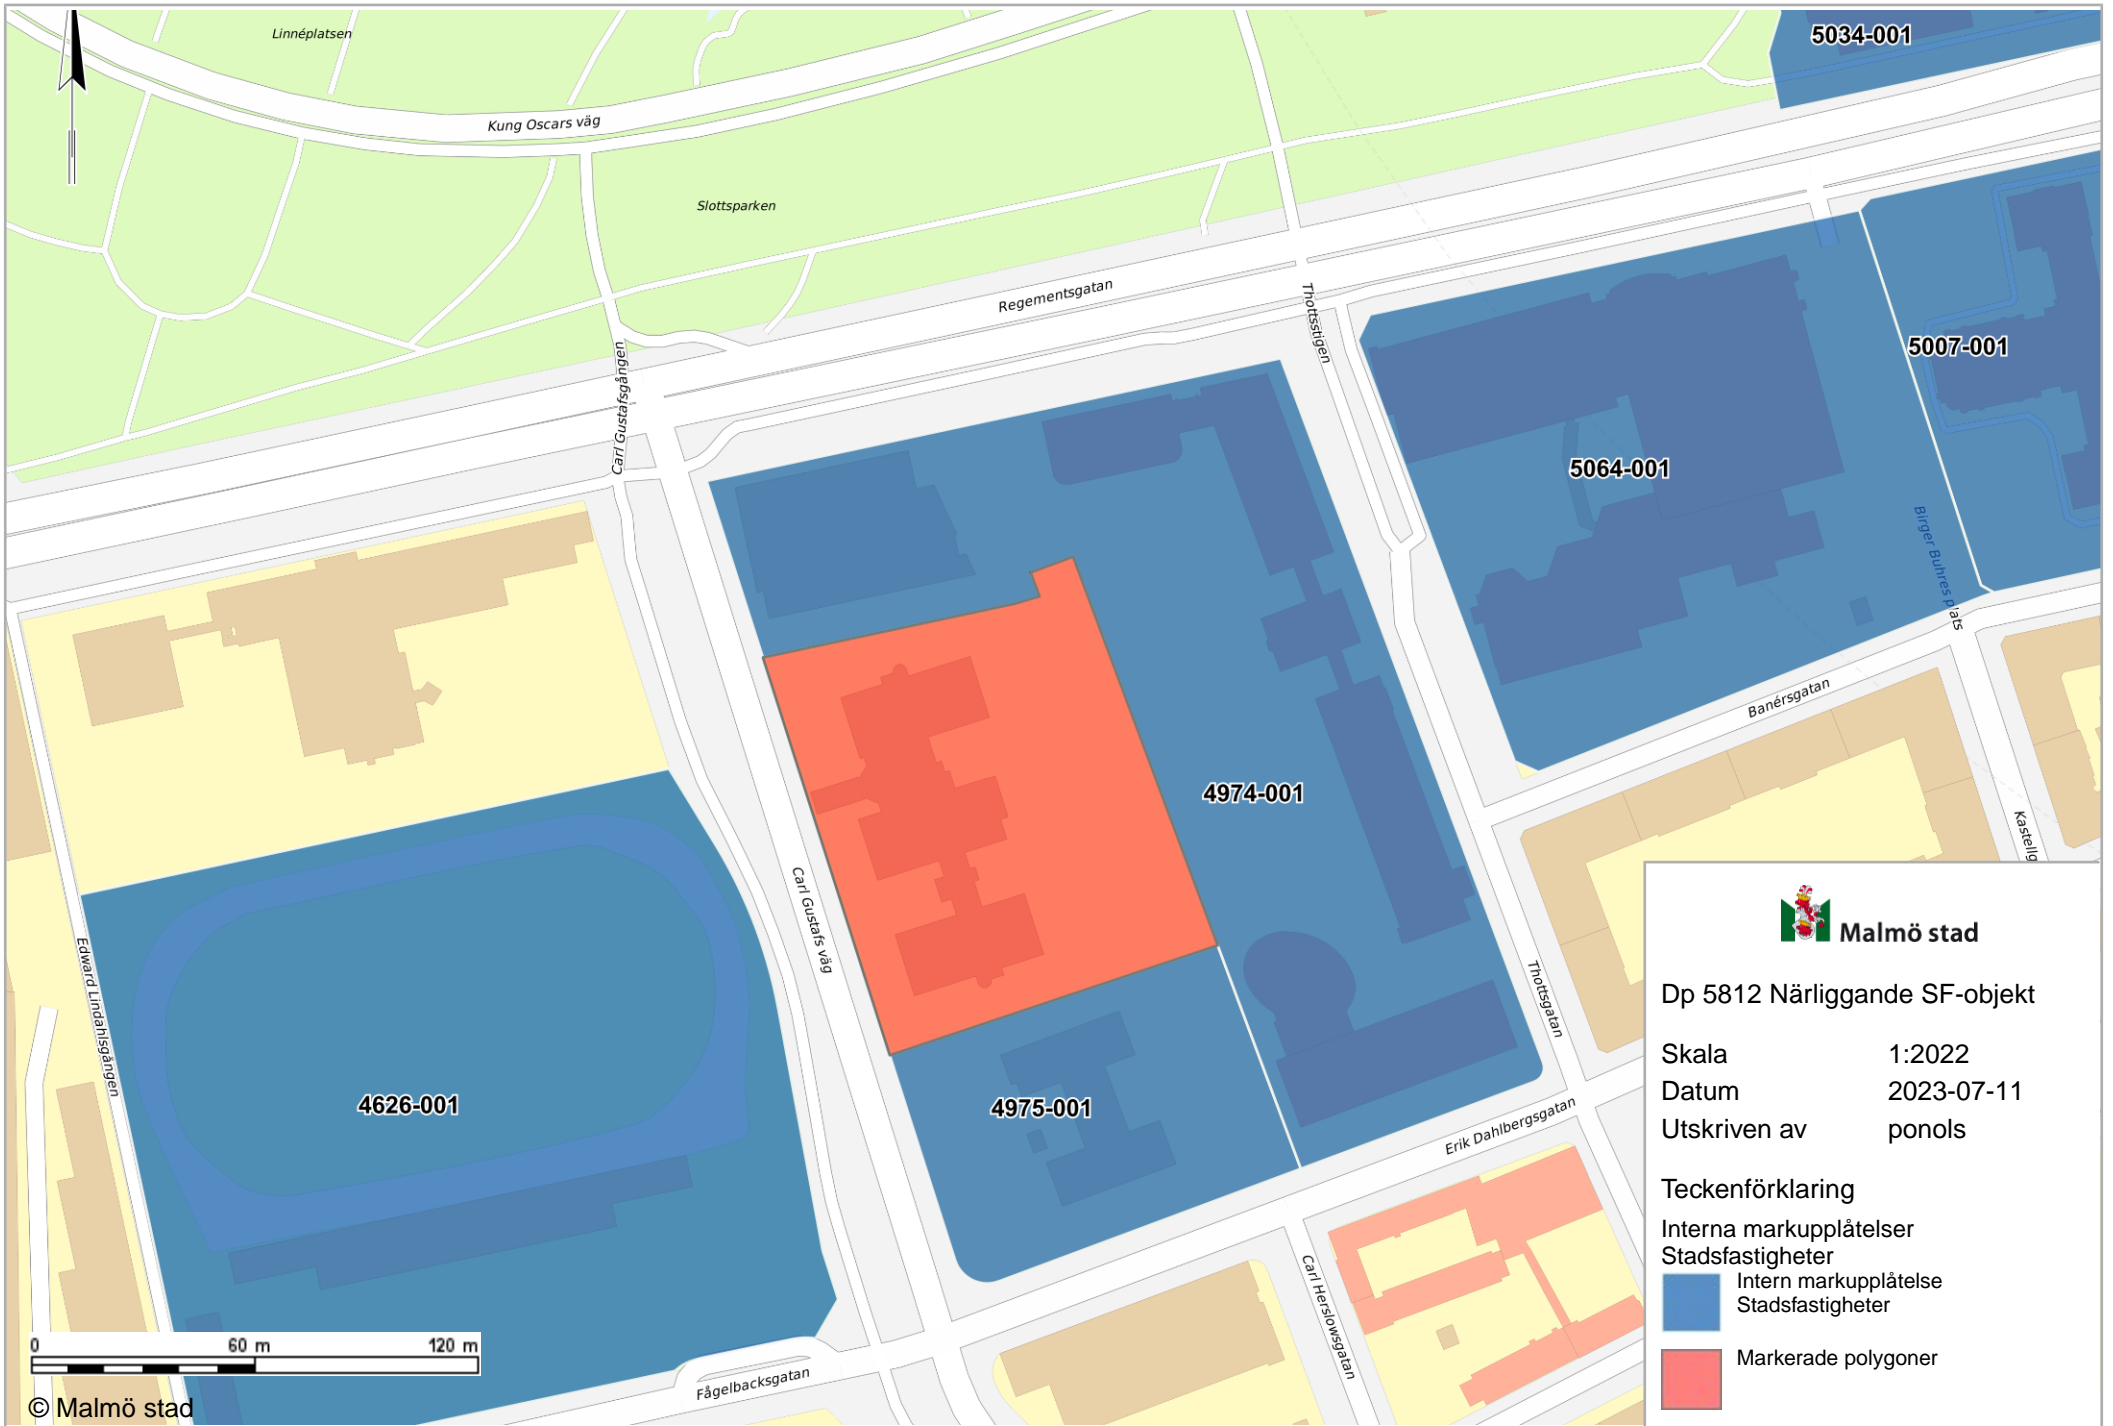 Linnéplatsen
5034-001
Kung Oscars väg
Slottsparken
Regementsgatan
Thottsstigen
Carl Gustafsgången
5007-001
5064-001
Birger Buhres plats
Banérsgatan
4974-001
Kastellg
Carl Gustafs väg
Edward Lindahlsgången
Thottsgatan
4626-001
4975-001
Erik Dahlbergsgatan
Carl Herslowsgatan
Fågelbacksgatan
0 60 m 120 m
© Malmö stad
Malmö stad
Dp 5812 Närliggande SF-objekt
Skala 1:2022
Datum 2023-07-11
Utskriven av ponols
Teckenförklaring
Interna markupplåtelser
Stadsfastigheter
Intern markupplåtelse
Stadsfastigheter
Markerade polygoner